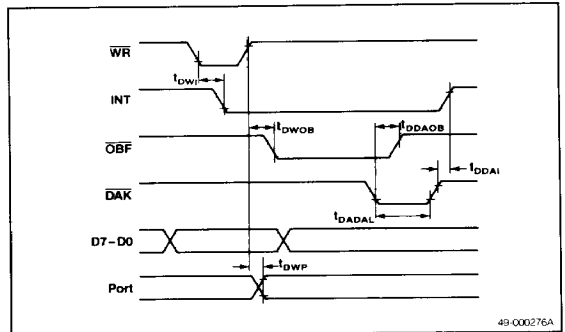 WR
tDWI
INT
tDWOB
tDDAOB
OBF
tDDAI
DAK
tDADAL
D7–D0
tDWP
Port
49-000276A